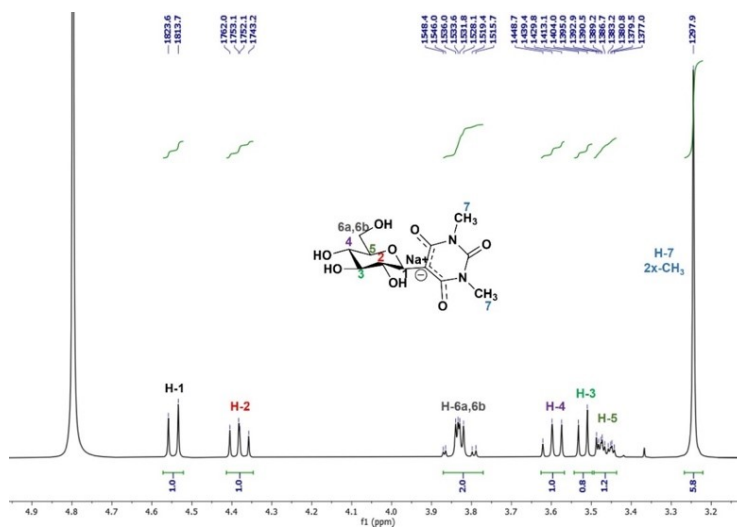 1823.6
1813.7
1762.0
1753.1
1752.1
1743.2
1548.4
1546.0
1536.0
1533.6
1531.8
1528.1
1519.4
1515.7
1448.7
1439.4
1429.8
1413.1
1404.0
1395.0
1392.9
1390.5
1389.2
1386.7
1383.2
1380.8
1379.5
1377.0
1297.9
7
CH₃
6a,6b OH
O
N
4
5
O
Na+
O
HO
2
HO
3
OH
⊖
N
CH₃
O
7
H-7
2x-CH₃
H-1
H-2
H-6a,6b
H-4
H-3
H-5
1.0
1.0
2.0
1.0
0.8
1.2
5.8
4.9 4.8 4.7 4.6 4.5 4.4 4.3 4.2 4.1 4.0 3.9 3.8 3.7 3.6 3.5 3.4 3.3 3.2
f1 (ppm)